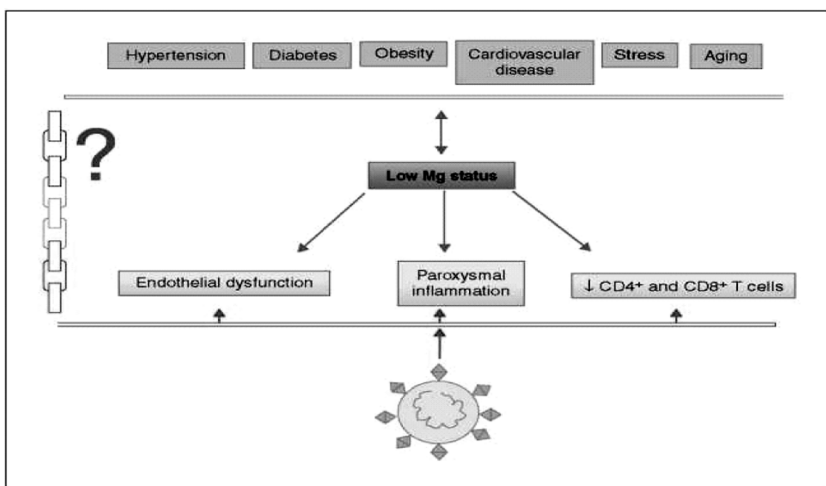 Hypertension
Diabetes
Obesity
Cardiovascular
disease
Stress
Aging
?
Low Mg status
Endothelial dysfunction
Paroxysmal
inflammation
↓ CD4⁺ and CD8⁺ T cells